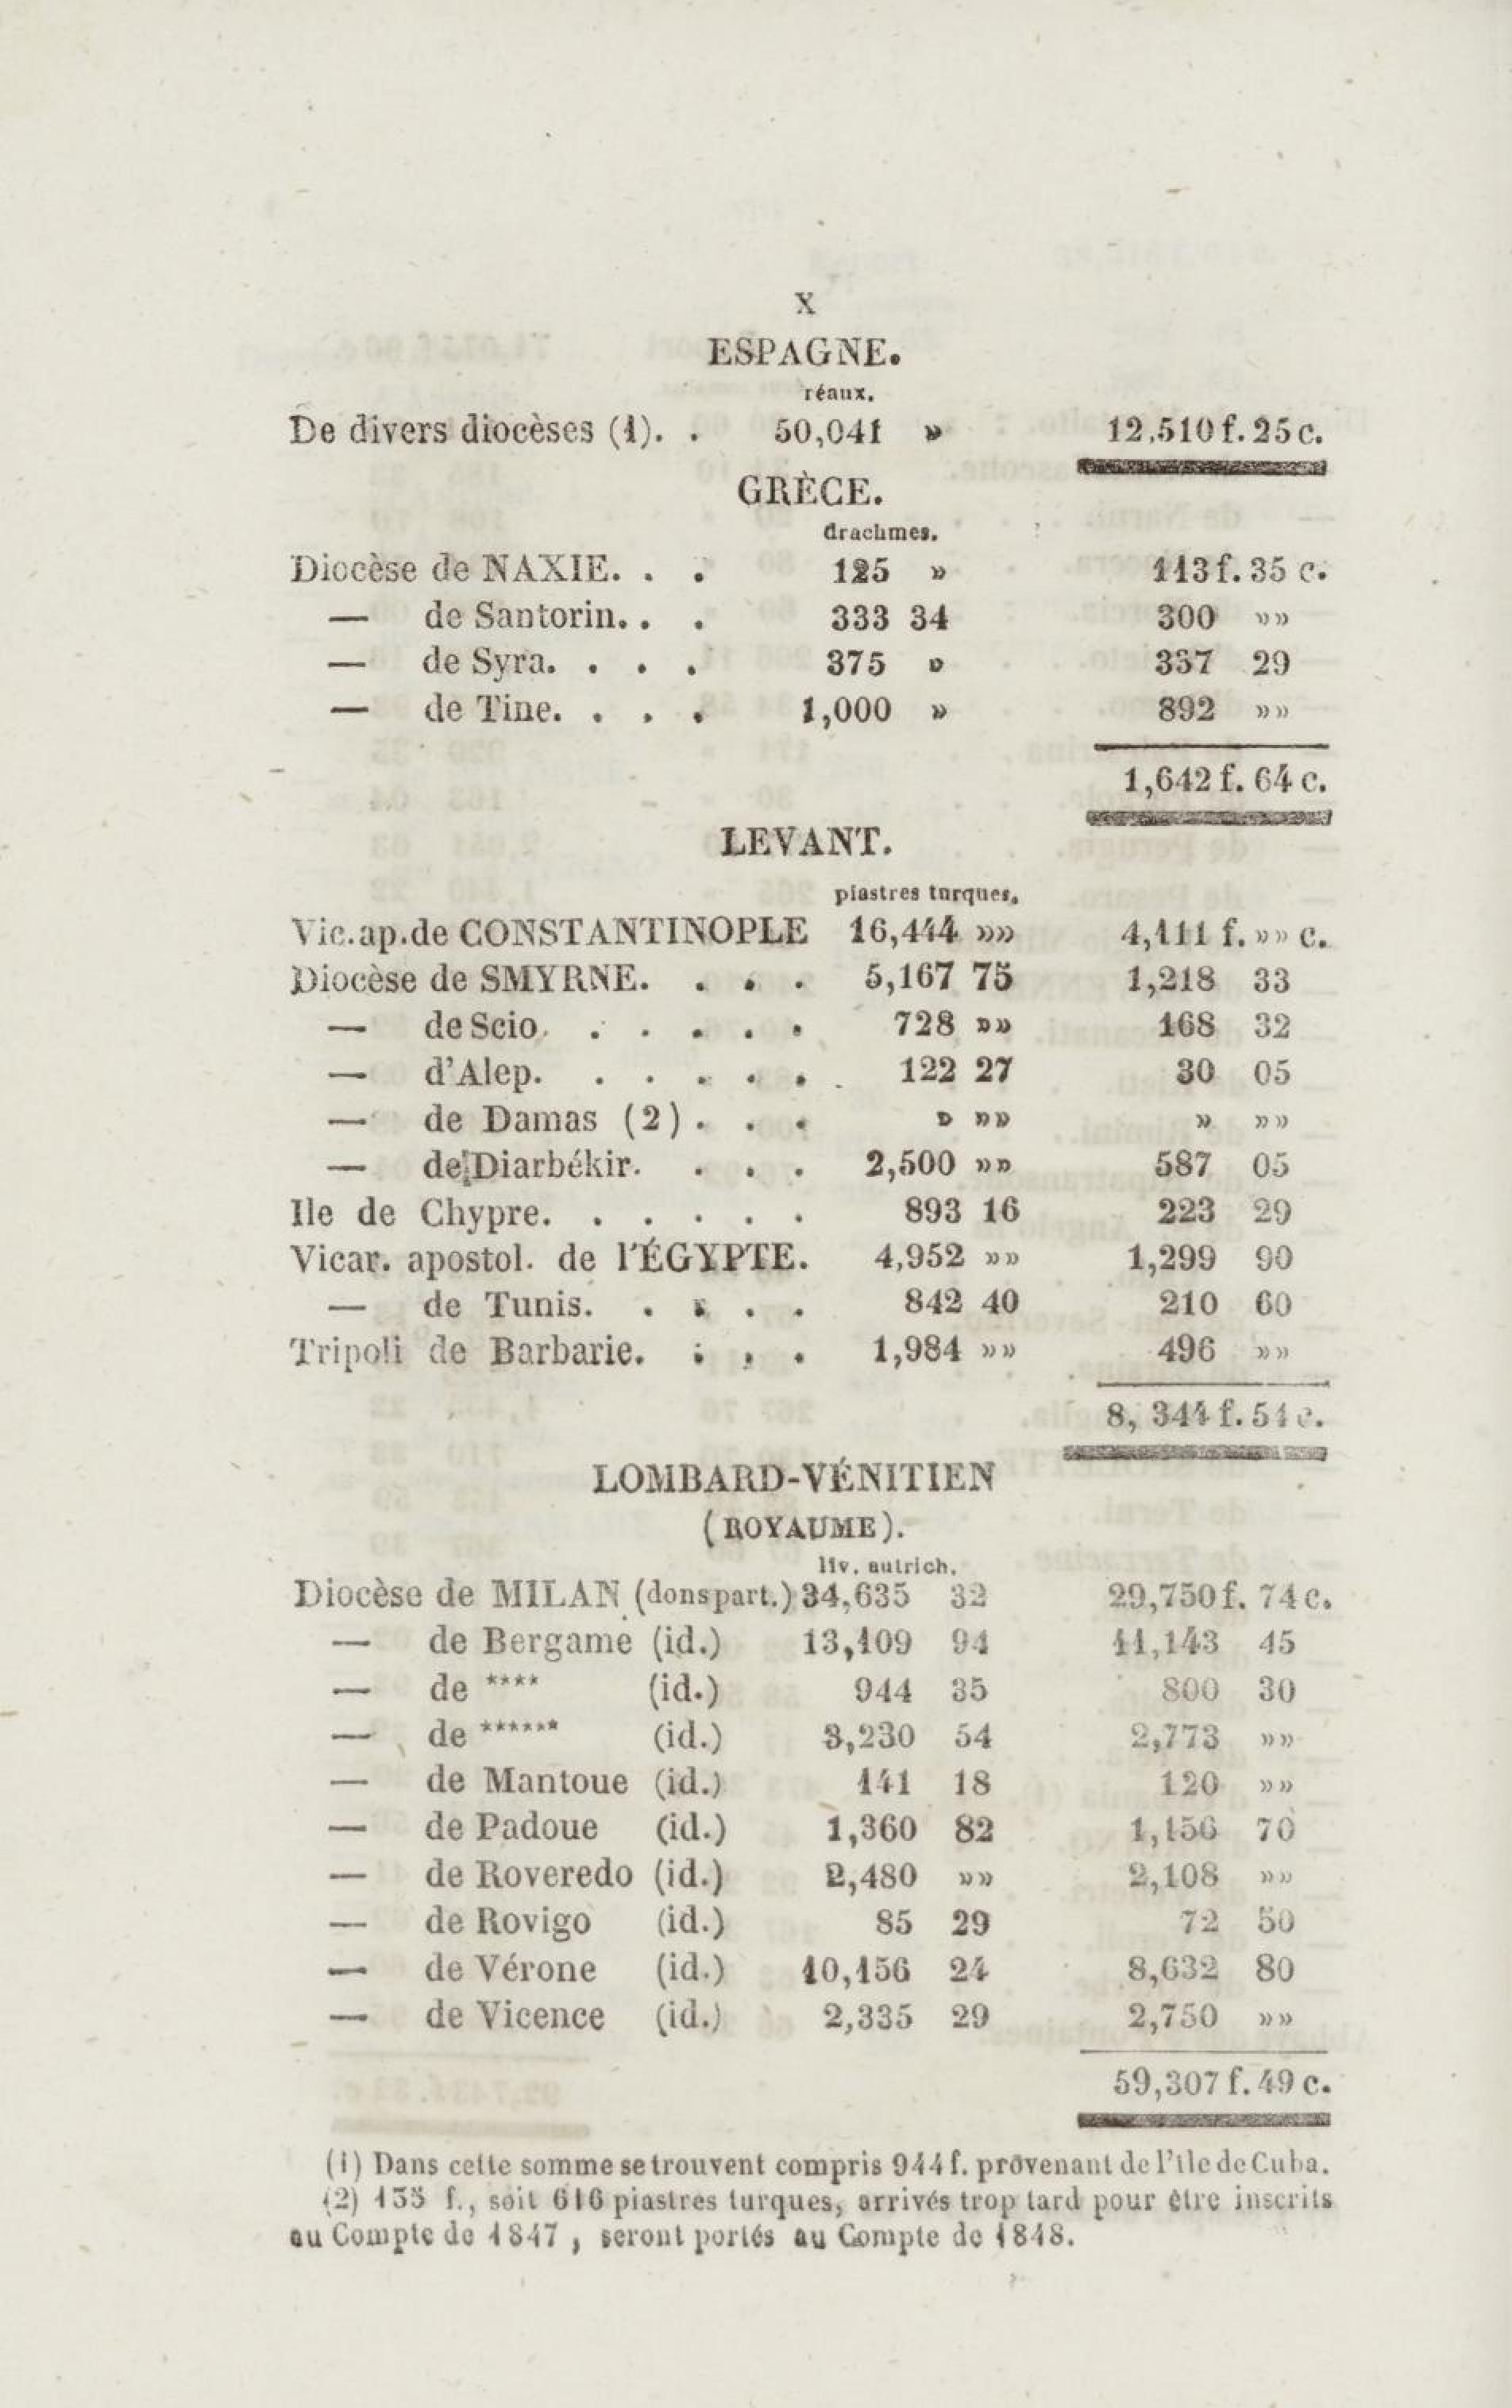 X
ESPAGNE.
réaux.
De divers diocèses (1). . 50,041 » 12,510 f. 25 c.
GRÈCE.
drachmes.
Diocèse de NAXIE. . . 125 » 113 f. 35 c.
— de Santorin. . . 333 34 300 »»
— de Syra. . . . 375 » 337 29
— de Tine. . . . 1,000 » 892 »»
1,642 f. 64 c.
LEVANT.
piastres turques.
Vic. ap. de CONSTANTINOPLE 16,444 »» 4,111 f. »» c.
Diocèse de SMYRNE. . . . 5,167 75 1,218 33
— de Scio. . . . . . 728 »» 168 32
— d'Alep. . . . . . . 122 27 30 05
— de Damas (2) . . . » »» » »»
— de Diarbékir. . . . 2,500 »» 587 05
Ile de Chypre. . . . . . 893 16 223 29
Vicar. apostol. de l'ÉGYPTE. 4,952 »» 1,299 90
— de Tunis. . . . . 842 40 210 60
Tripoli de Barbarie. . . . 1,984 »» 496 »»
8,344 f. 54 c.
LOMBARD-VÉNITIEN
(ROYAUME).
liv. autrich.
Diocèse de MILAN (dons part.) 34,635 32 29,750 f. 74 c.
— de Bergame (id.) 13,109 94 11,143 45
— de **** (id.) 944 35 800 30
— de ****** (id.) 3,230 54 2,773 »»
— de Mantoue (id.) 141 18 120 »»
— de Padoue (id.) 1,360 82 1,156 70
— de Roveredo (id.) 2,480 »» 2,108 »»
— de Rovigo (id.) 85 29 72 50
— de Vérone (id.) 10,156 24 8,632 80
— de Vicence (id.) 2,335 29 2,750 »»
59,307 f. 49 c.
(1) Dans cette somme se trouvent compris 944 f. provenant de l'île de Cuba.
(2) 155 f., soit 616 piastres turques, arrivés trop tard pour être inscrits
au Compte de 1847, seront portés au Compte de 1848.